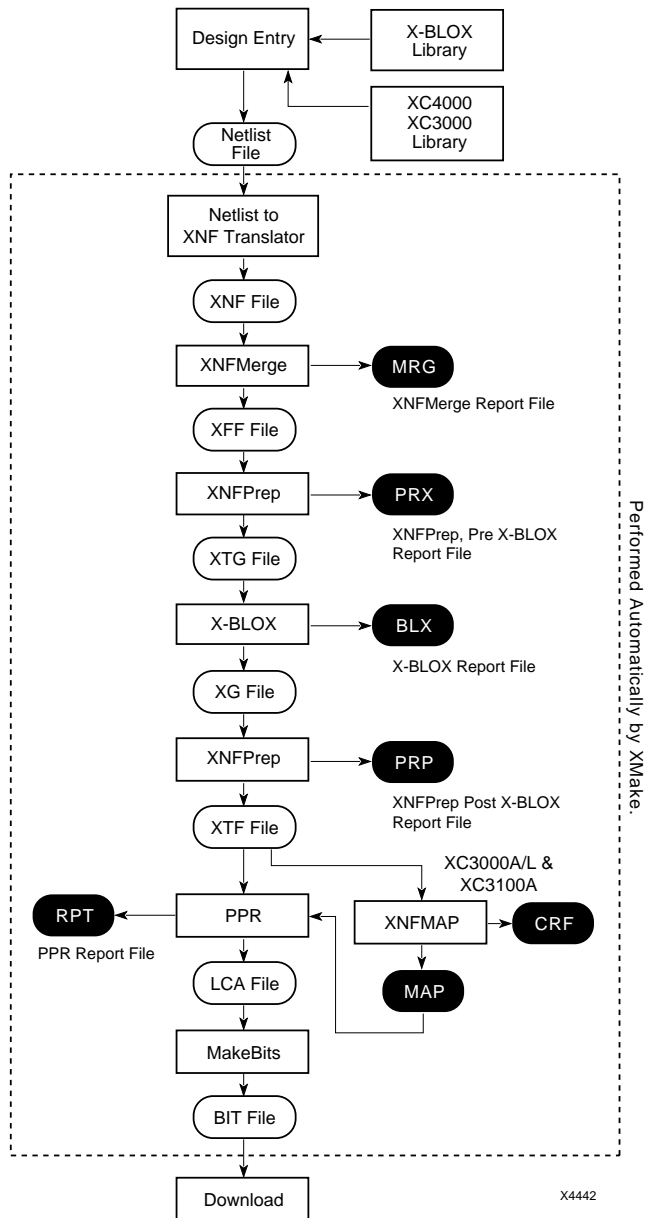 Design Entry
X-BLOX
Library
XC4000
XC3000
Library
Netlist
File
Netlist to
XNF Translator
XNF File
XNFMerge
MRG
XNFMerge Report File
XFF File
XNFPrep
PRX
XNFPrep, Pre X-BLOX
Report File
XTG File
X-BLOX
BLX
X-BLOX Report File
XG File
XNFPrep
PRP
XNFPrep Post X-BLOX
Report File
XTF File
XC3000A/L &
XC3100A
RPT
PPR
XNFMAP
CRF
PPR Report File
LCA File
MAP
MakeBits
BIT File
Download
Performed Automatically by XMake.
X4442